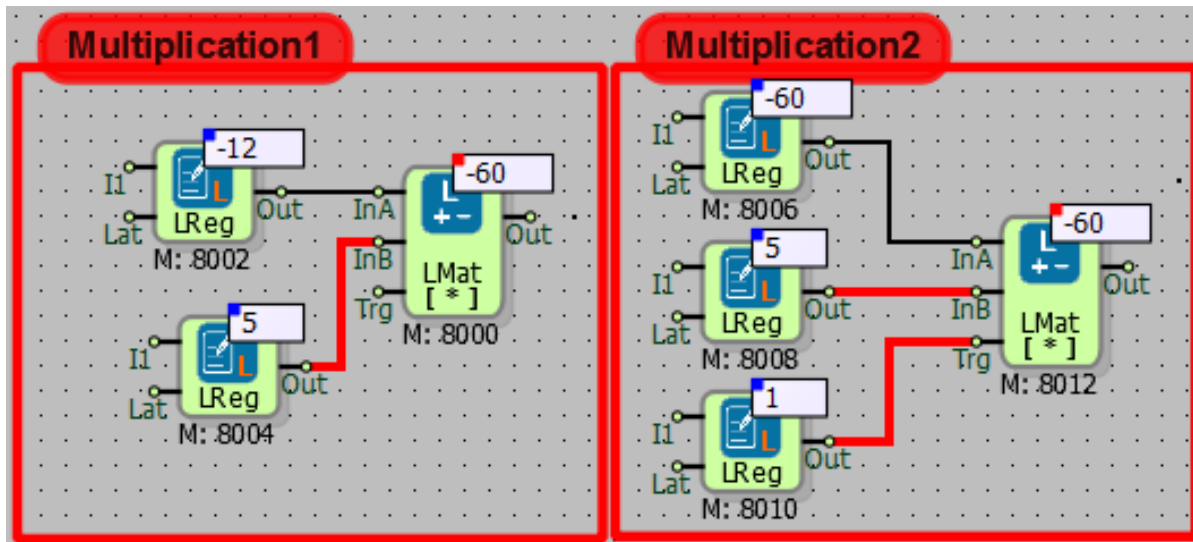 Multiplication1
-12
I1
L
Lat
LReg
Out
M: 8002
5
I1
L
Lat
LReg
Out
M: 8004
-60
L
+ -
InA
InB
Trg
LMat
[ * ]
Out
M: 8000
Multiplication2
-60
I1
L
Lat
LReg
Out
M: 8006
5
I1
L
Lat
LReg
Out
M: 8008
1
I1
L
Lat
LReg
Out
M: 8010
-60
L
+ -
InA
InB
Trg
LMat
[ * ]
Out
M: 8012